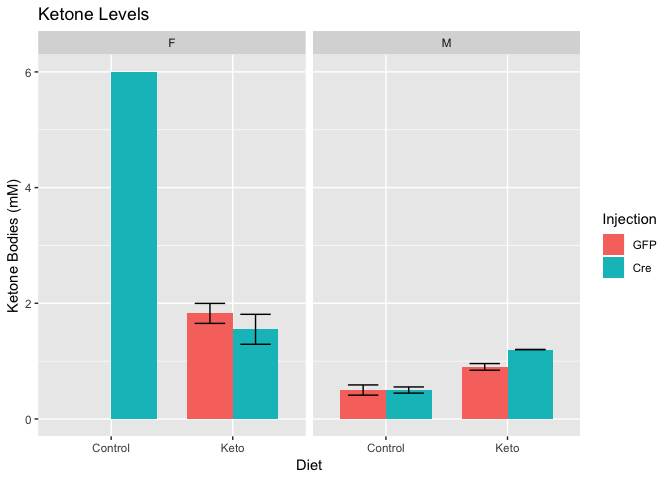 Ketone Levels
F
M
6
4
2
0
Ketone Bodies (mM)
Control
Keto
Control
Keto
Diet
Injection
GFP
Cre